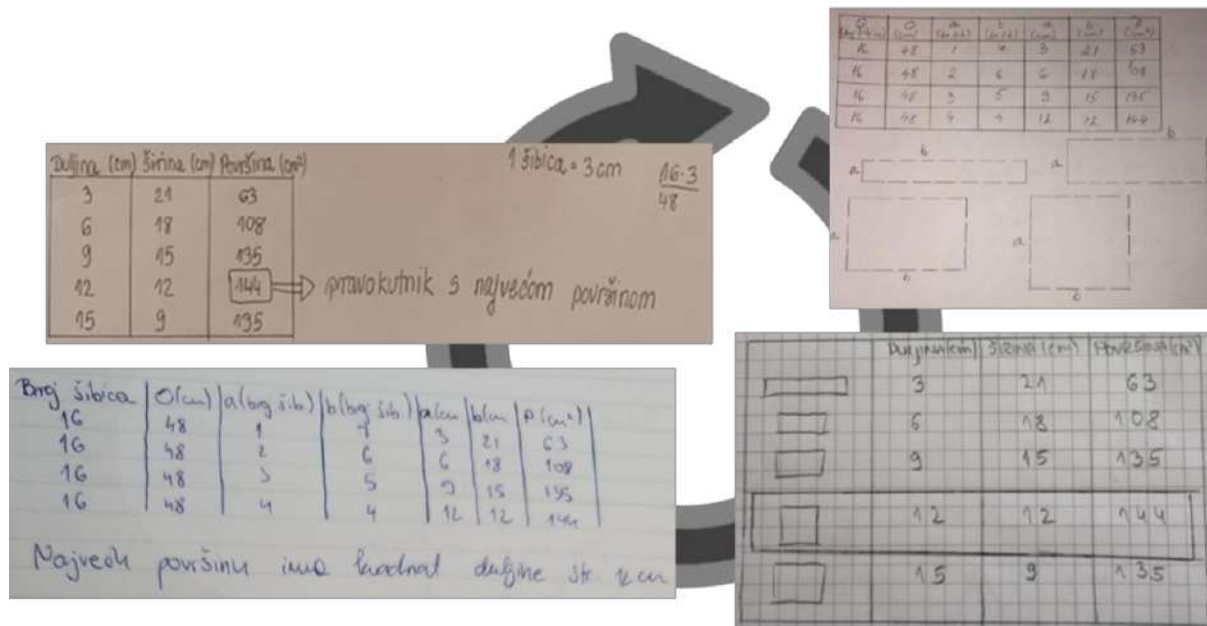 Duljina (cm) Širina (cm) Površina (cm²)
3 21 63
6 18 108
9 15 135
12 12 144 pravokutnik s najvećom površinom
15 9 135
1 šibica = 3 cm
16·3
48
O O a b a b P
(cm) (cm) (cm) (cm²)
16 48 1 7 3 21 63
16 48 2 6 6 18 108
16 48 3 5 9 15 135
16 48 4 4 12 12 144
b
a
b
a
a
b
a
b
Broj šibica O(cm) a(broj šib.) b(broj šib.) a(cm b(cm P(cm²)
16 48 1 7 3 21 63
16 48 2 6 6 18 108
16 48 3 5 9 15 135
16 48 4 4 12 12 144
površinu ima kvadrat duljine str. 12 cm
DULJINA(cm) ŠIRINA (cm) POVRŠINA(cm²)
3 21 63
6 18 108
9 15 135
12 12 144
15 9 135